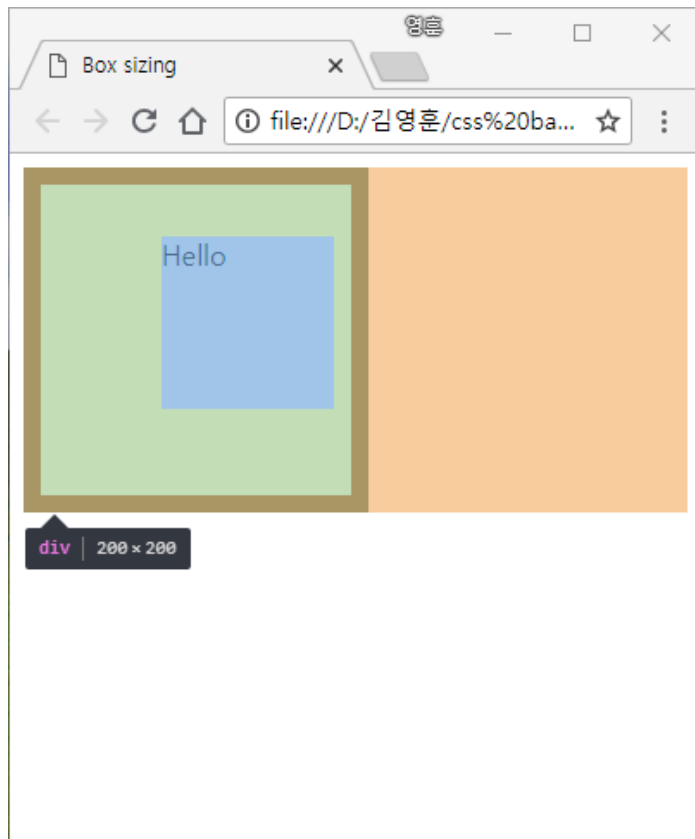 영훈
Box sizing
file:///D:/김영훈/css%20ba...
Hello
div 200 × 200